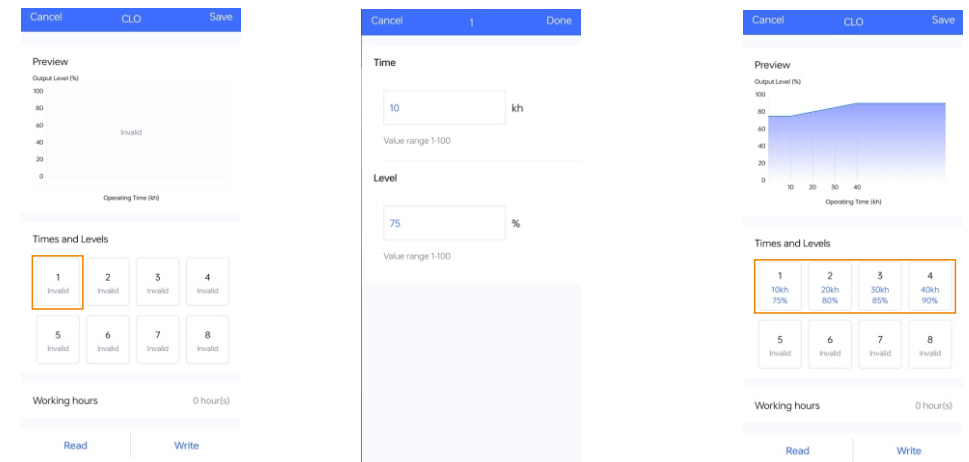 Cancel CLO Save
Preview
Output Level (%)
100
80
60
Invalid
40
20
0
Operating Time (kh)
Times and Levels
1 2 3 4
Invalid Invalid Invalid Invalid
5 6 7 8
Invalid Invalid Invalid Invalid
Working hours 0 hour(s)
Read Write
Cancel 1 Done
Time
10 kh
Value range 1-100
Level
75 %
Value range 1-100
Cancel CLO Save
Preview
Output Level (%)
100
80
60
40
20
0
10 20 30 40
Operating Time (kh)
Times and Levels
1 2 3 4
10kh 20kh 30kh 40kh
75% 80% 85% 90%
5 6 7 8
Invalid Invalid Invalid Invalid
Working hours 0 hour(s)
Read Write